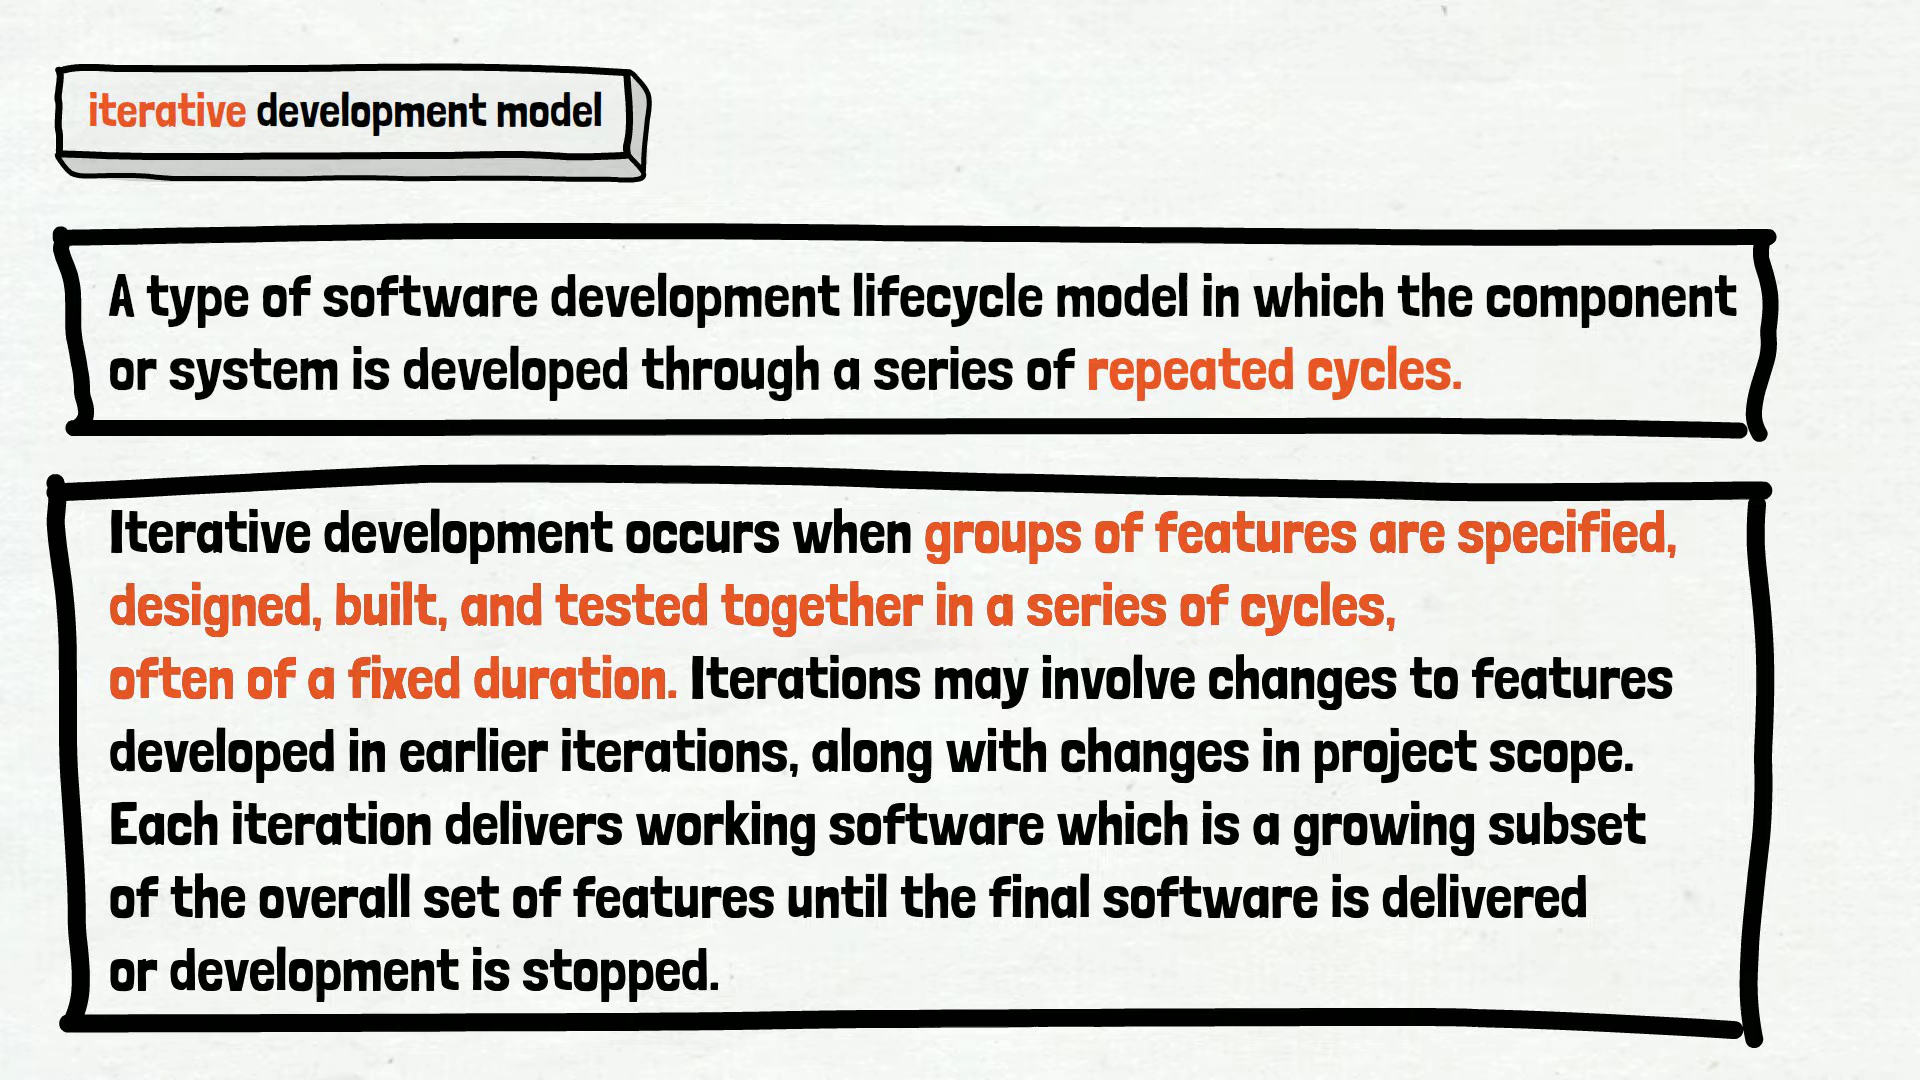 iterative development model
A type of software development lifecycle model in which the component
or system is developed through a series of repeated cycles.
Iterative development occurs when groups of features are specified,
designed, built, and tested together in a series of cycles,
often of a fixed duration. Iterations may involve changes to features
developed in earlier iterations, along with changes in project scope.
Each iteration delivers working software which is a growing subset
of the overall set of features until the final software is delivered
or development is stopped.